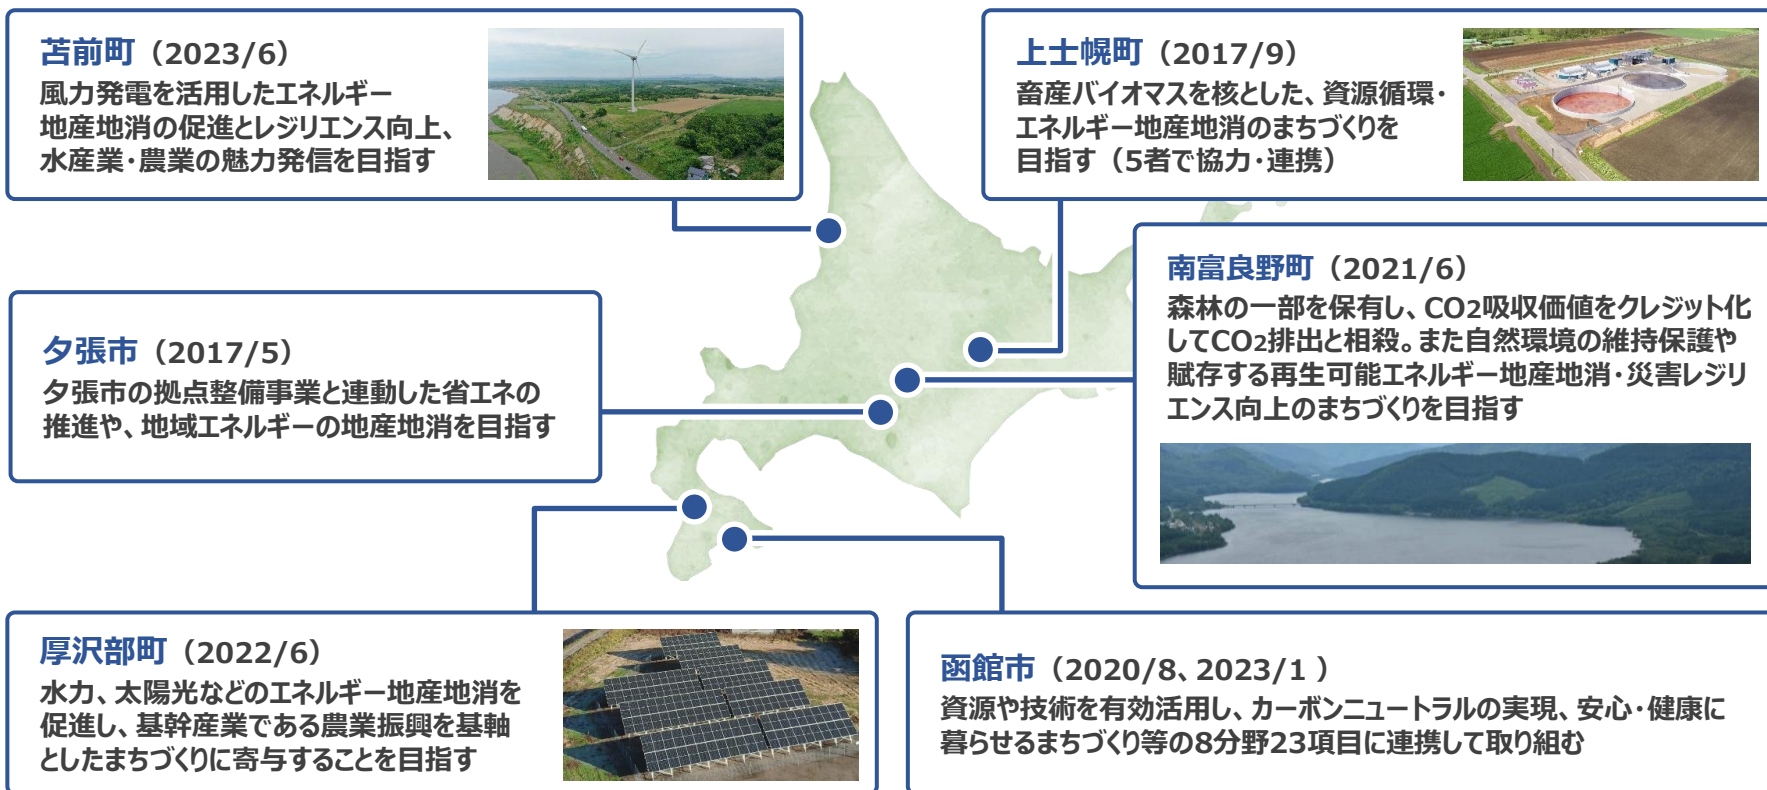 苫前町（2023/6）
風力発電を活用したエネルギー
地産地消の促進とレジリエンス向上、
水産業・農業の魅力発信を目指す
上士幌町（2017/9）
畜産バイオマスを核とした、資源循環・
エネルギー地産地消のまちづくりを
目指す（5者で協力・連携）
南富良野町（2021/6）
森林の一部を保有し、CO2吸収価値をクレジット化
してCO2排出と相殺。また自然環境の維持保護や
賦存する再生可能エネルギー地産地消・災害レジリ
エンス向上のまちづくりを目指す
夕張市（2017/5）
夕張市の拠点整備事業と連動した省エネの
推進や、地域エネルギーの地産地消を目指す
厚沢部町（2022/6）
水力、太陽光などのエネルギー地産地消を
促進し、基幹産業である農業振興を基軸
としたまちづくりに寄与することを目指す
函館市（2020/8、2023/1 ）
資源や技術を有効活用し、カーボンニュートラルの実現、安心・健康に
暮らせるまちづくり等の8分野23項目に連携して取り組む